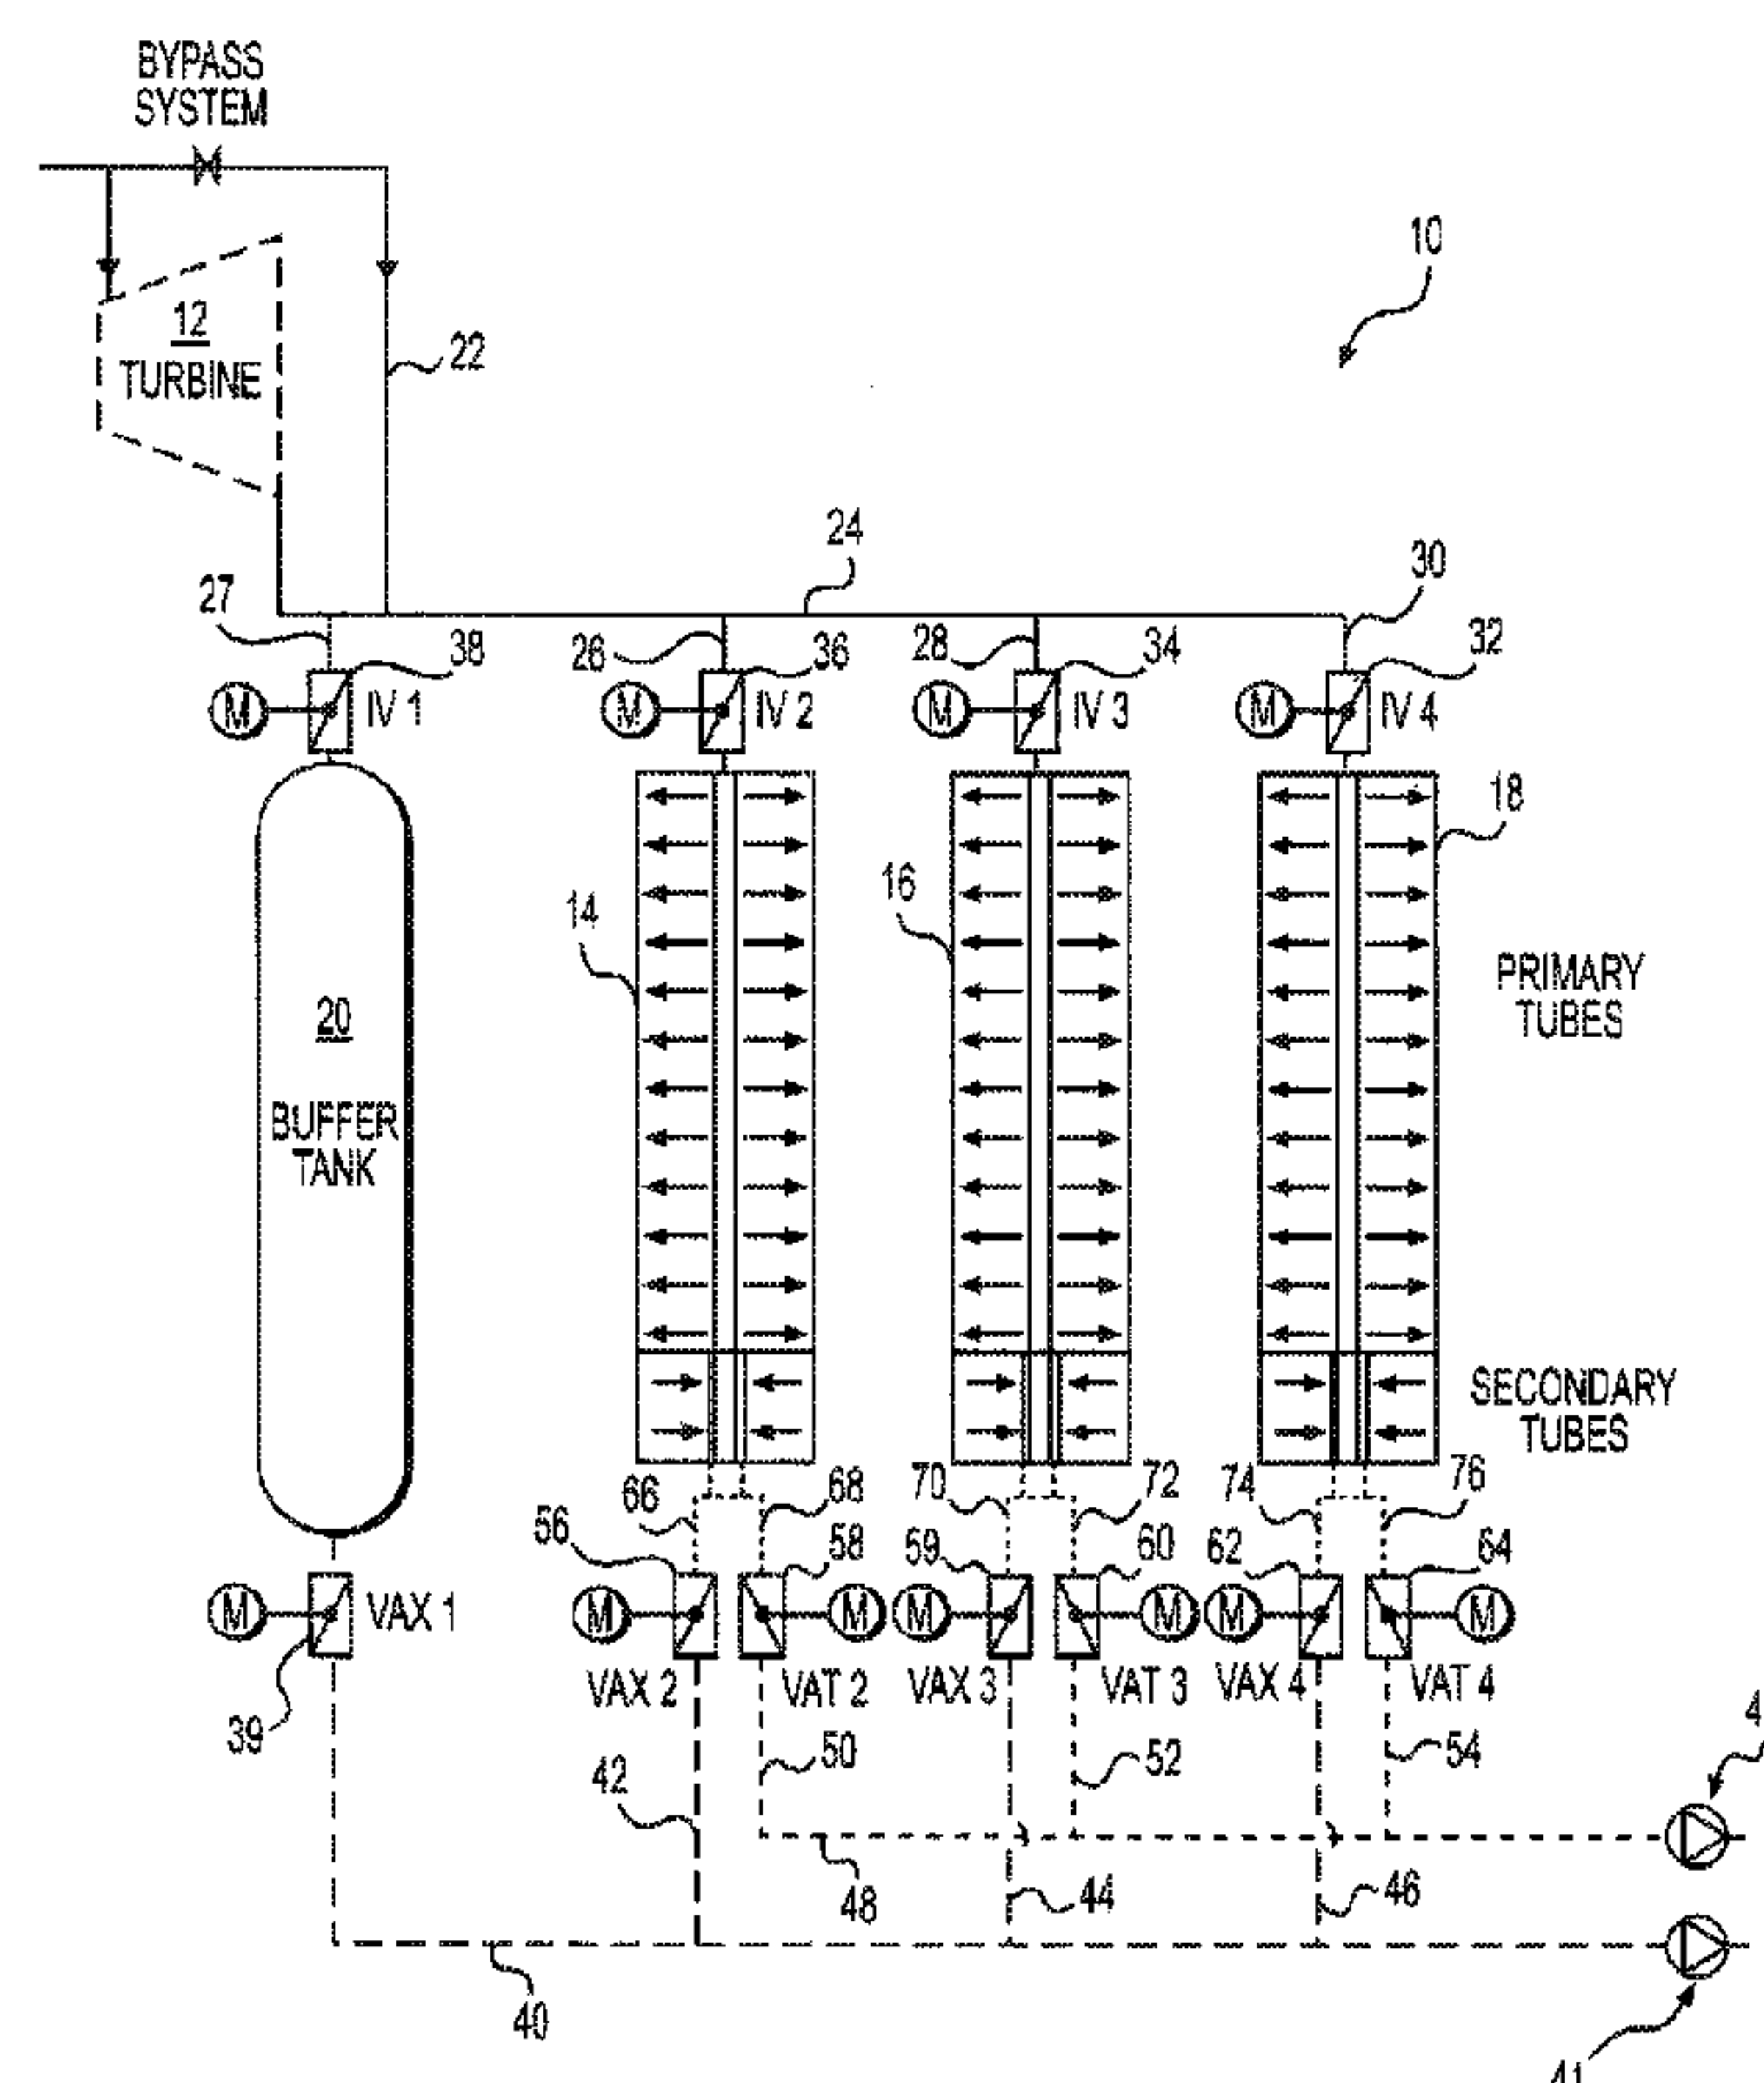 BYPASS
SYSTEM
10
12
TURBINE
22
24
27
26
28
30
38
36
34
32
M
IV 1
M
IV 2
M
IV 3
M
IV 4
18
14
16
PRIMARY
TUBES
20
BUFFER
TANK
SECONDARY
TUBES
66
68
70
72
74
76
56
58
59
60
62
64
M
VAX 1
M
M
M
M
M
M
VAX 2
VAT 2
VAX 3
VAT 3
VAX 4
VAT 4
39
42
50
52
54
48
44
46
40
41